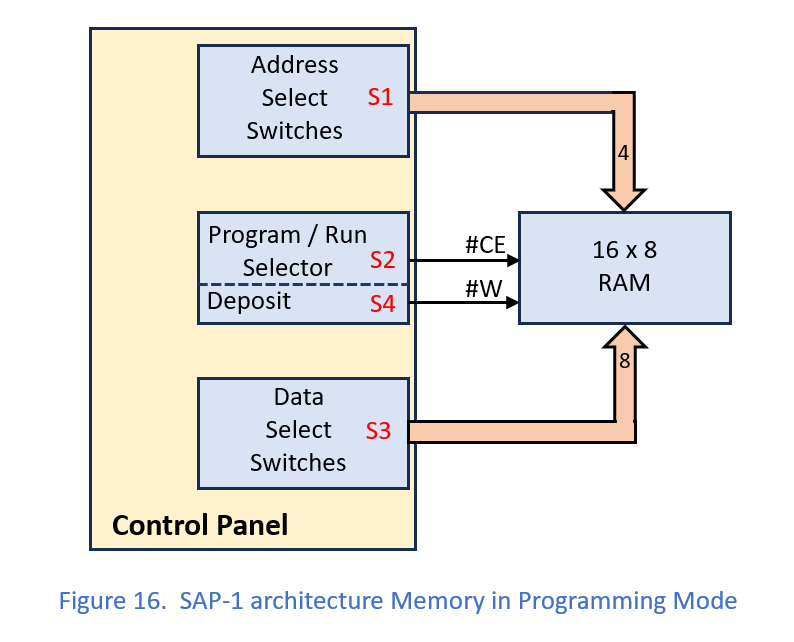 Address
Select
S1
Switches
4
Program / Run
Selector
S2
#CE
Deposit
S4
#W
16 x 8
RAM
8
Data
Select
S3
Switches
Control Panel
Figure 16.  SAP-1 architecture Memory in Programming Mode